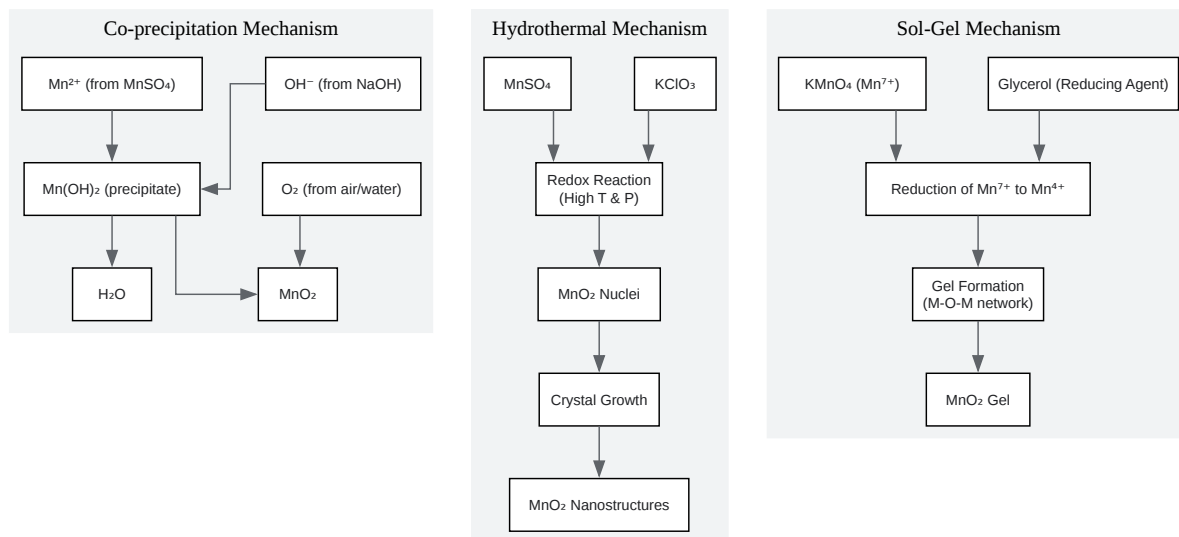 Co-precipitation Mechanism
Mn²⁺ (from MnSO₄)
OH⁻ (from NaOH)
Mn(OH)₂ (precipitate)
O₂ (from air/water)
H₂O
MnO₂
Hydrothermal Mechanism
MnSO₄
KClO₃
Redox Reaction
(High T & P)
MnO₂ Nuclei
Crystal Growth
MnO₂ Nanostructures
Sol-Gel Mechanism
KMnO₄ (Mn⁷⁺)
Glycerol (Reducing Agent)
Reduction of Mn⁷⁺ to Mn⁴⁺
Gel Formation
(M-O-M network)
MnO₂ Gel